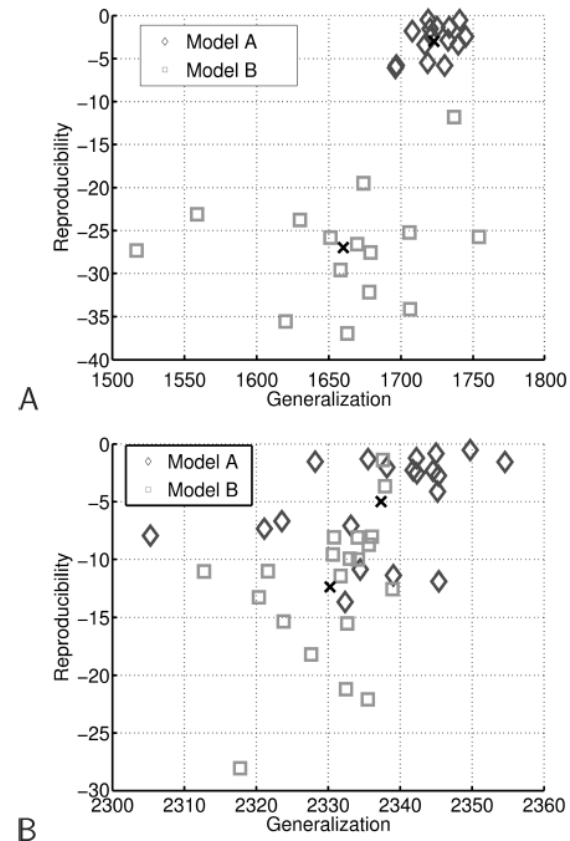 0
−5
−10
−15
−20
−25
−30
−35
−40
Reproducibility
Model A
Model B
1500 1550 1600 1650 1700 1750 1800
Generalization
A
0
−5
−10
−15
−20
−25
−30
Reproducibility
Model A
Model B
2300 2310 2320 2330 2340 2350 2360
Generalization
B